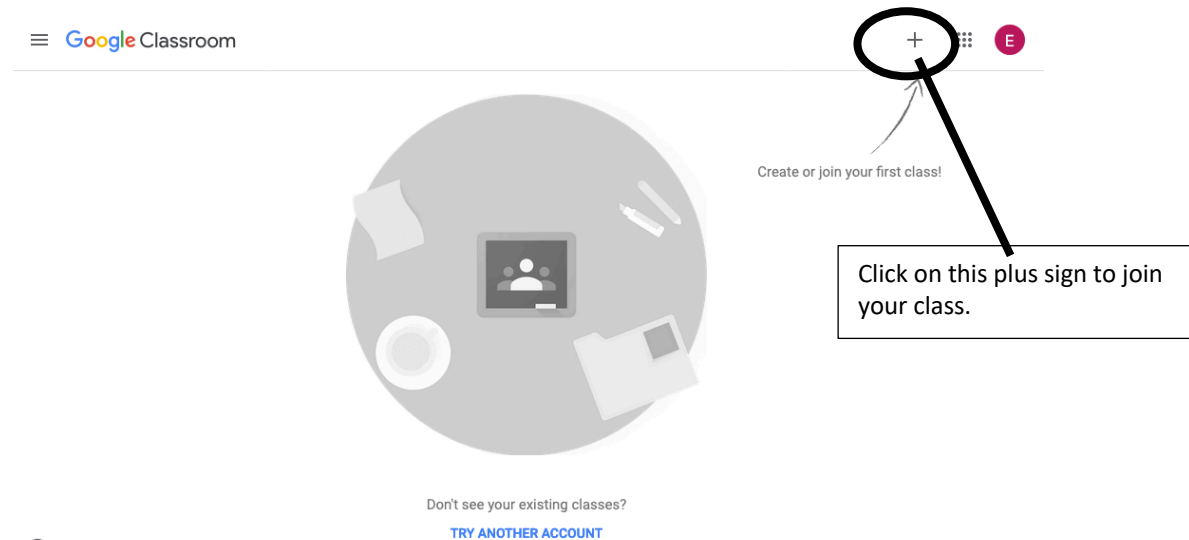 Google Classroom
E
Create or join your first class!
Click on this plus sign to join
your class.
Don't see your existing classes?
TRY ANOTHER ACCOUNT